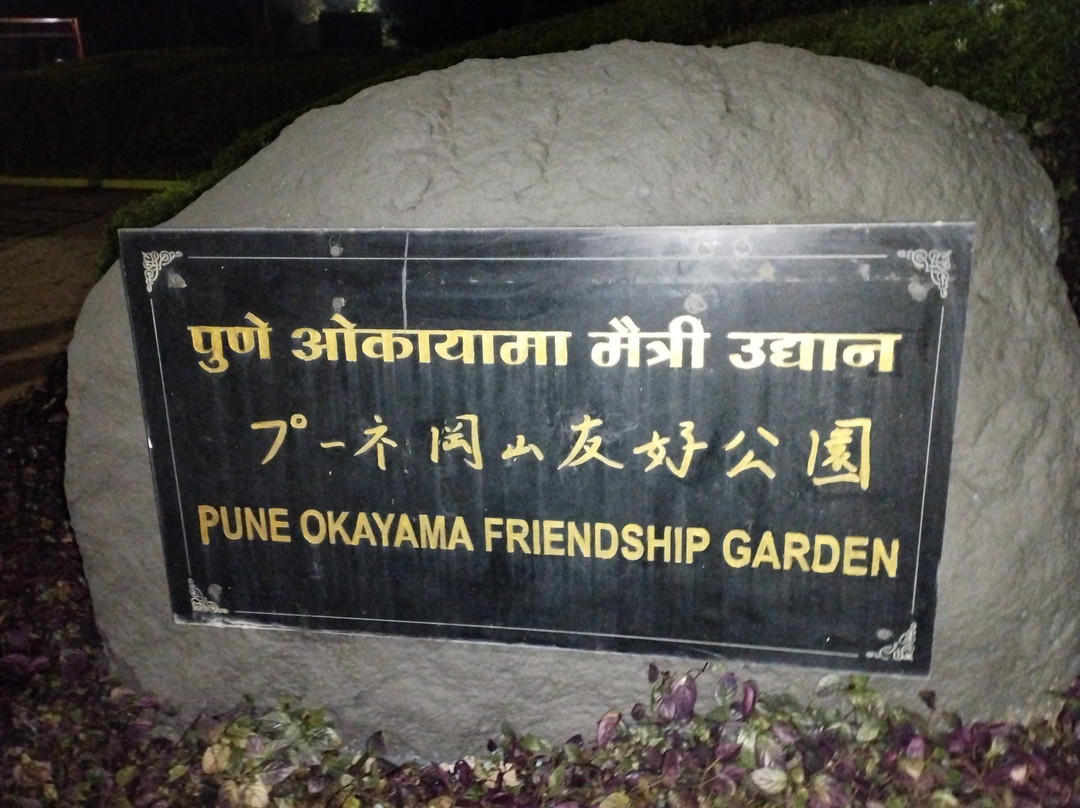 पुणे ओकायामा मैत्री उद्यान
プーネ岡山友好公園
PUNE OKAYAMA FRIENDSHIP GARDEN